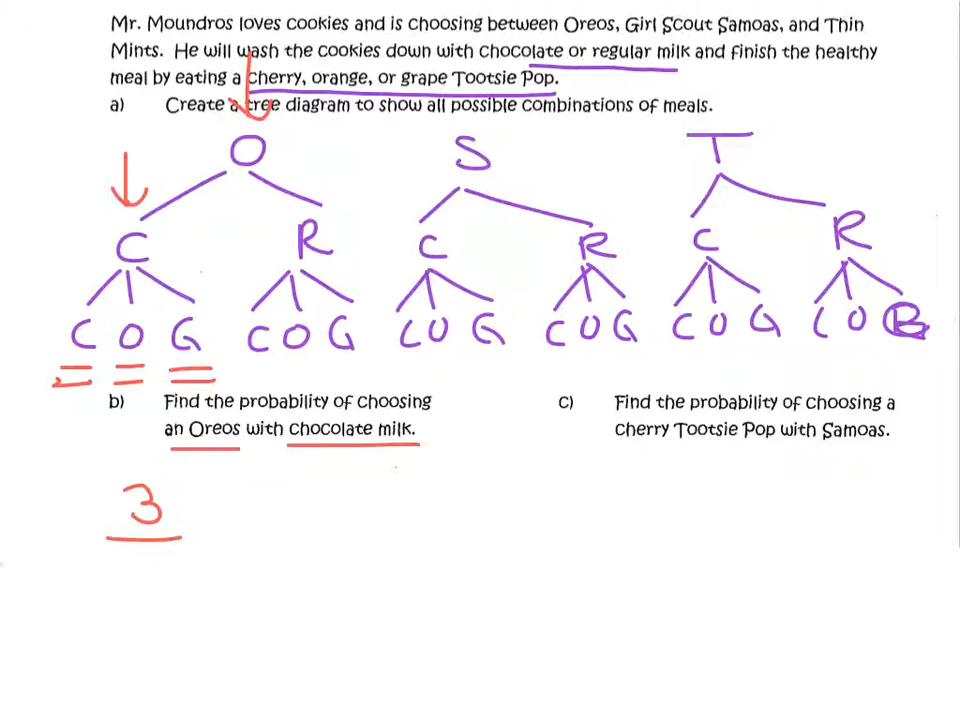 Mr. Moundros loves cookies and is choosing between Oreos, Girl Scout Samoas, and Thin
Mints. He will wash the cookies down with chocolate or regular milk and finish the healthy
meal by eating a cherry, orange, or grape Tootsie Pop.
a) Create a tree diagram to show all possible combinations of meals.
O S T
C R C R C R
C O G C O G C O G C O G C O G C O
b) Find the probability of choosing
an Oreos with chocolate milk.
c) Find the probability of choosing a
cherry Tootsie Pop with Samoas.
3